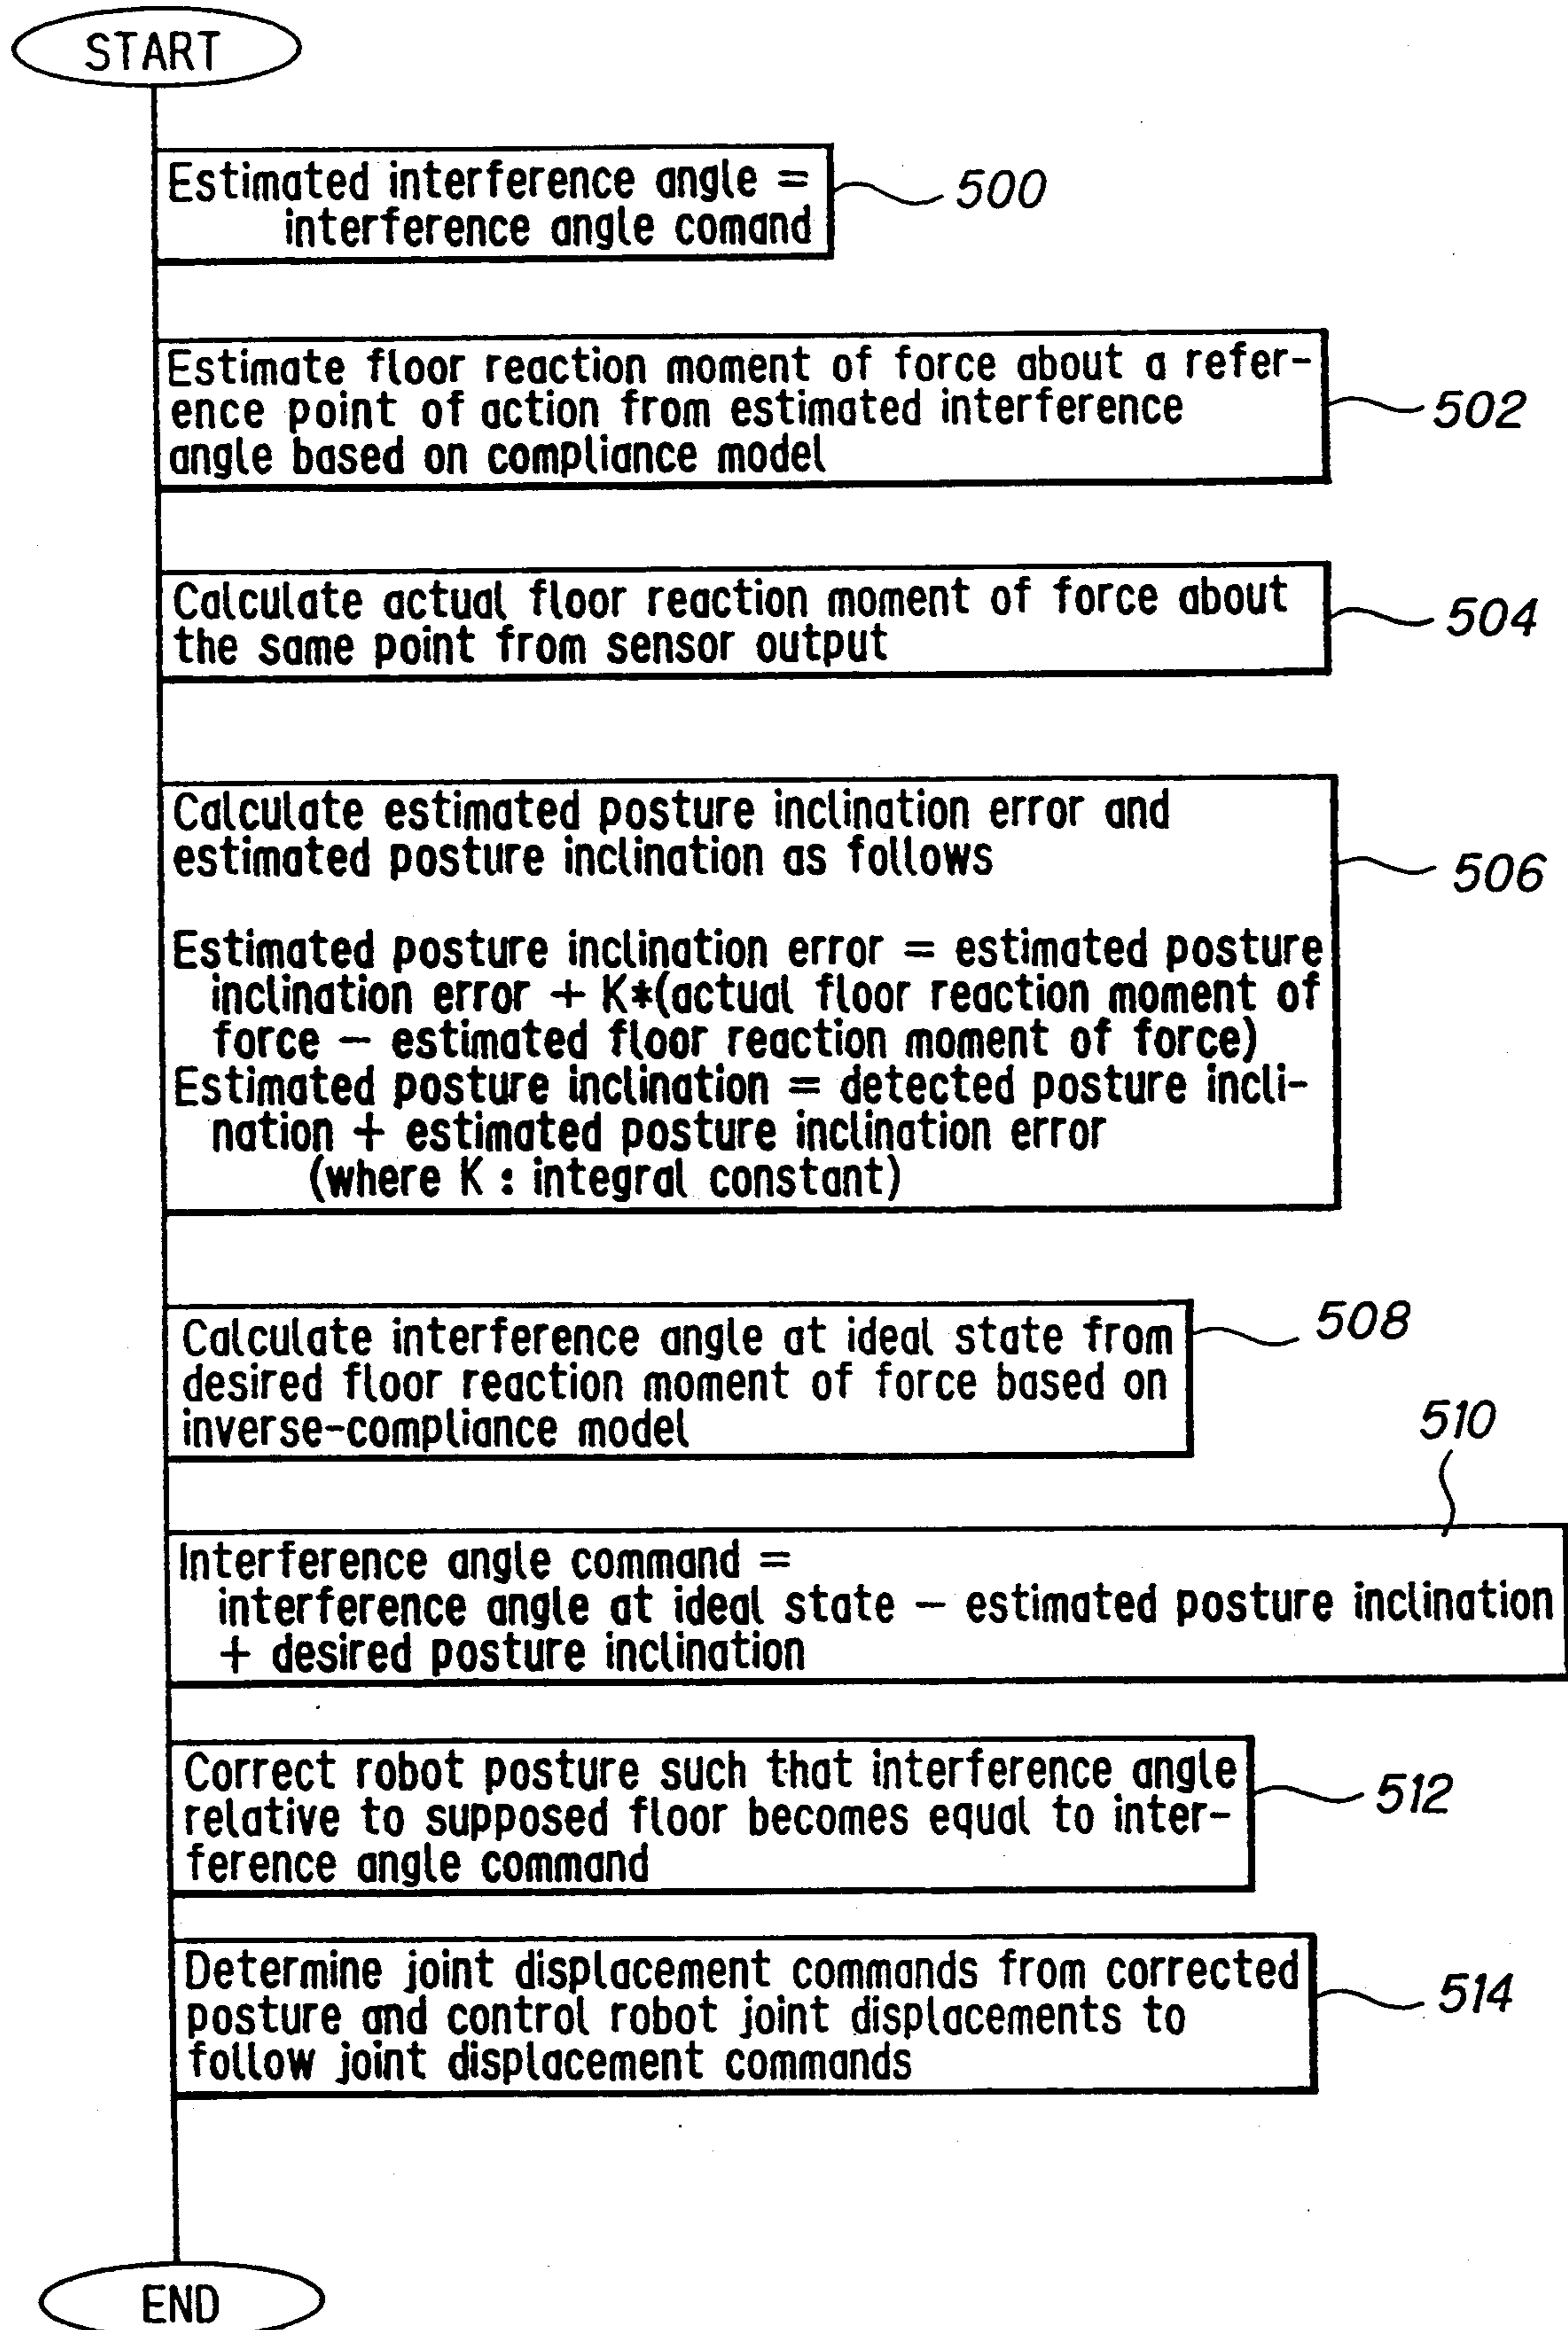 START
Estimated interference angle =
interference angle comand
500
Estimate floor reaction moment of force about a refer-
ence point of action from estimated interference
angle based on compliance model
502
Calculate actual floor reaction moment of force about
the same point from sensor output
504
Calculate estimated posture inclination error and
estimated posture inclination as follows
506
Estimated posture inclination error = estimated posture
inclination error + K*(actual floor reaction moment of
force - estimated floor reaction moment of force)
Estimated posture inclination = detected posture incli-
nation + estimated posture inclination error
(where K : integral constant)
Calculate interference angle at ideal state from
desired floor reaction moment of force based on
inverse-compliance model
508
510
Interference angle command =
interference angle at ideal state - estimated posture inclination
+ desired posture inclination
Correct robot posture such that interference angle
relative to supposed floor becomes equal to inter-
ference angle command
512
Determine joint displacement commands from corrected
posture and control robot joint displacements to
follow joint displacement commands
514
END